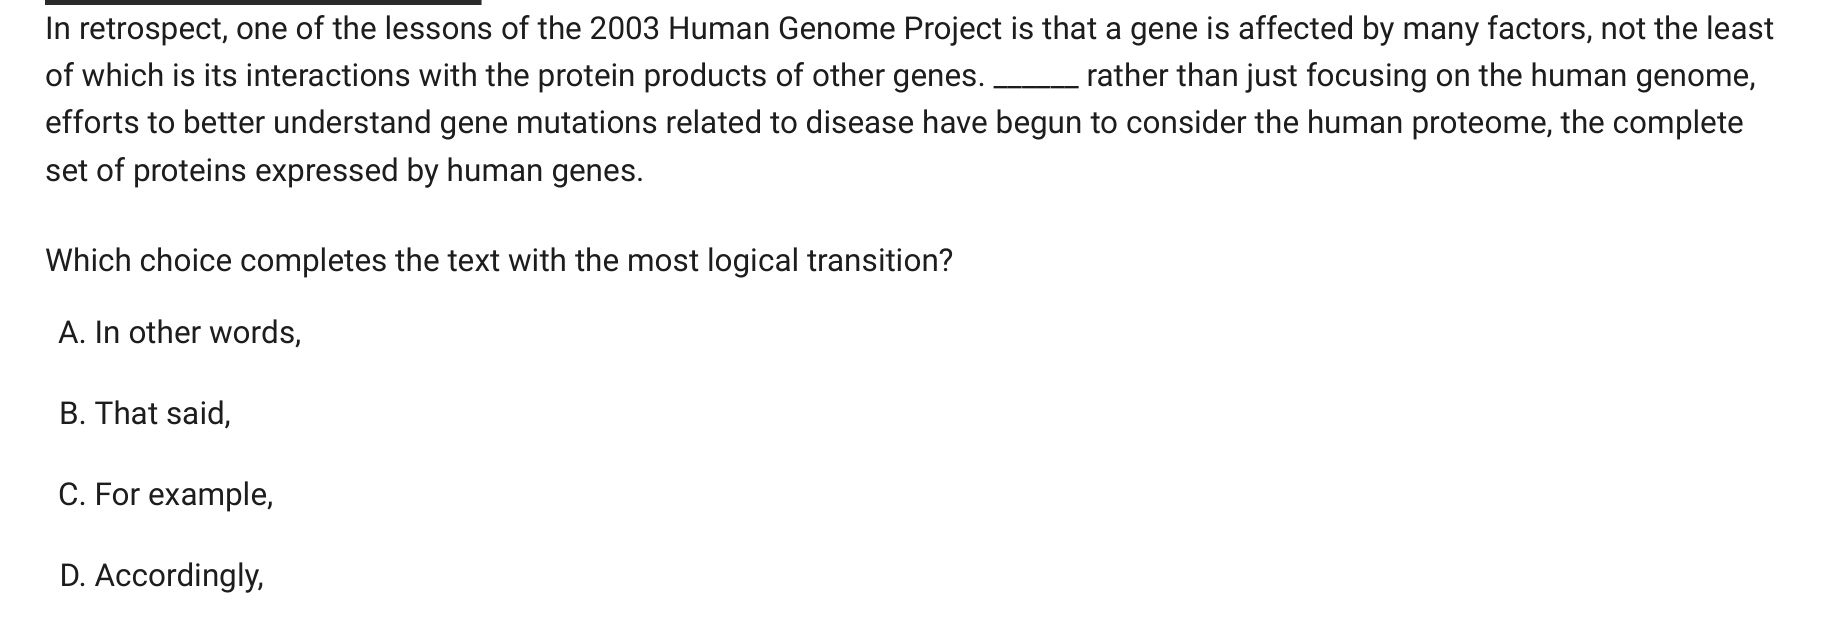 In retrospect, one of the lessons of the 2003 Human Genome Project is that a gene is affected by many factors, not the least
of which is its interactions with the protein products of other genes. ______ rather than just focusing on the human genome,
efforts to better understand gene mutations related to disease have begun to consider the human proteome, the complete
set of proteins expressed by human genes.
Which choice completes the text with the most logical transition?
A. In other words,
B. That said,
C. For example,
D. Accordingly,